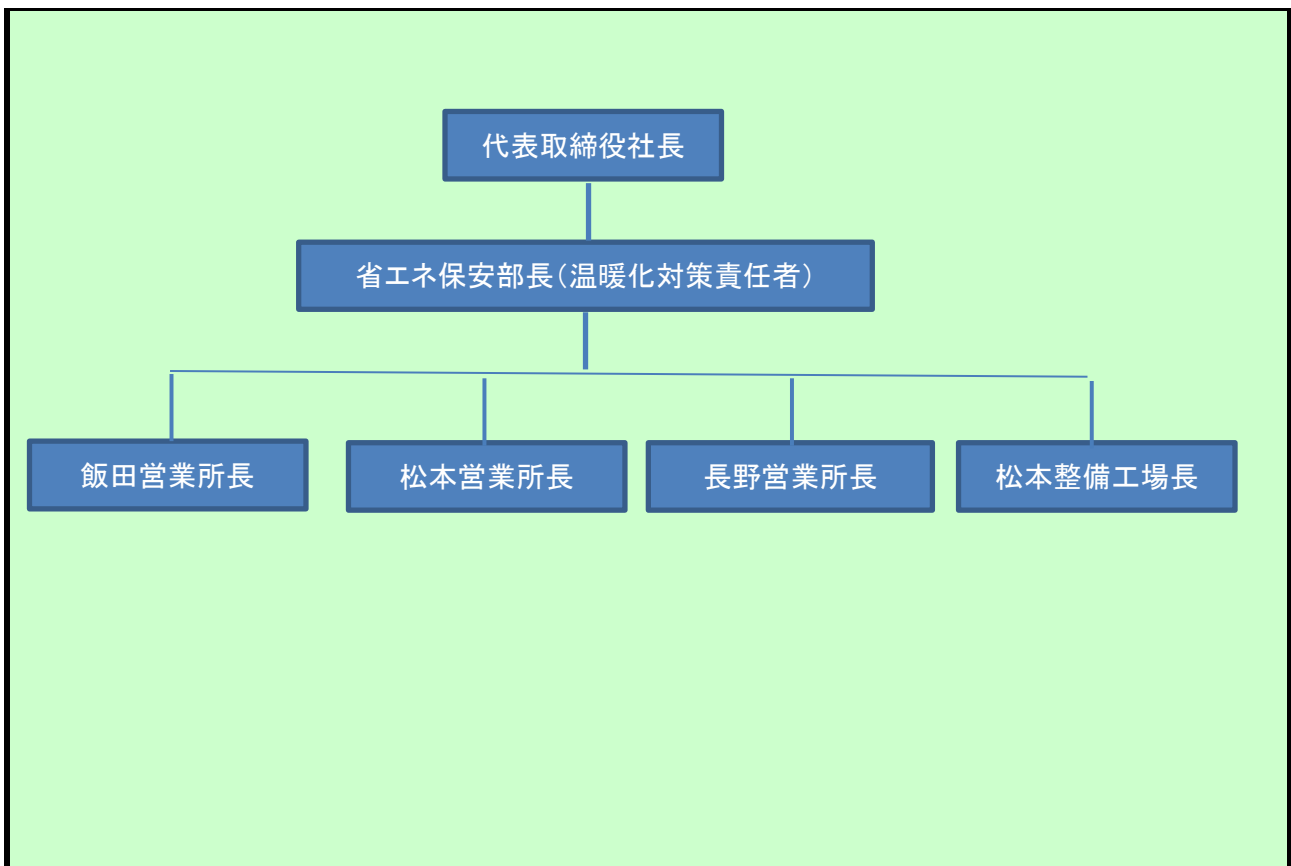 代表取締役社長
省エネ保安部長（温暖化対策責任者）
飯田営業所長
松本営業所長
長野営業所長
松本整備工場長